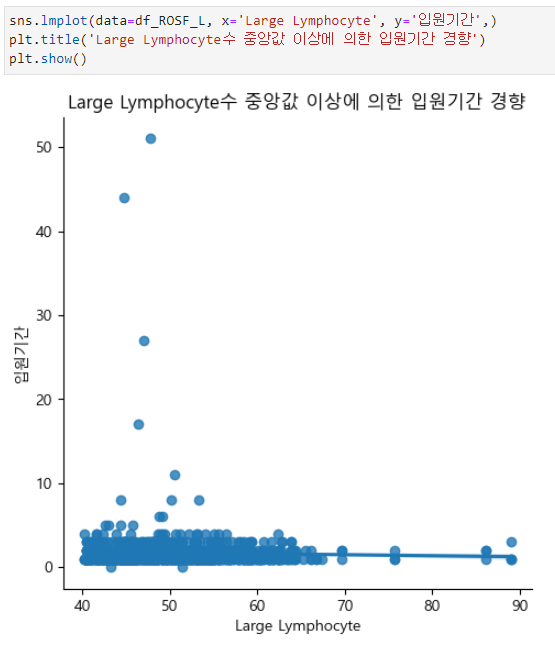 sns.lmplot(data=df_ROSF_L, x='Large Lymphocyte', y='입원기간',)
plt.title('Large Lymphocyte수 중앙값 이상에 의한 입원기간 경향')
plt.show()
Large Lymphocyte수 중앙값 이상에 의한 입원기간 경향
50
40
30
20
10
0
입원기간
40 50 60 70 80 90
Large Lymphocyte